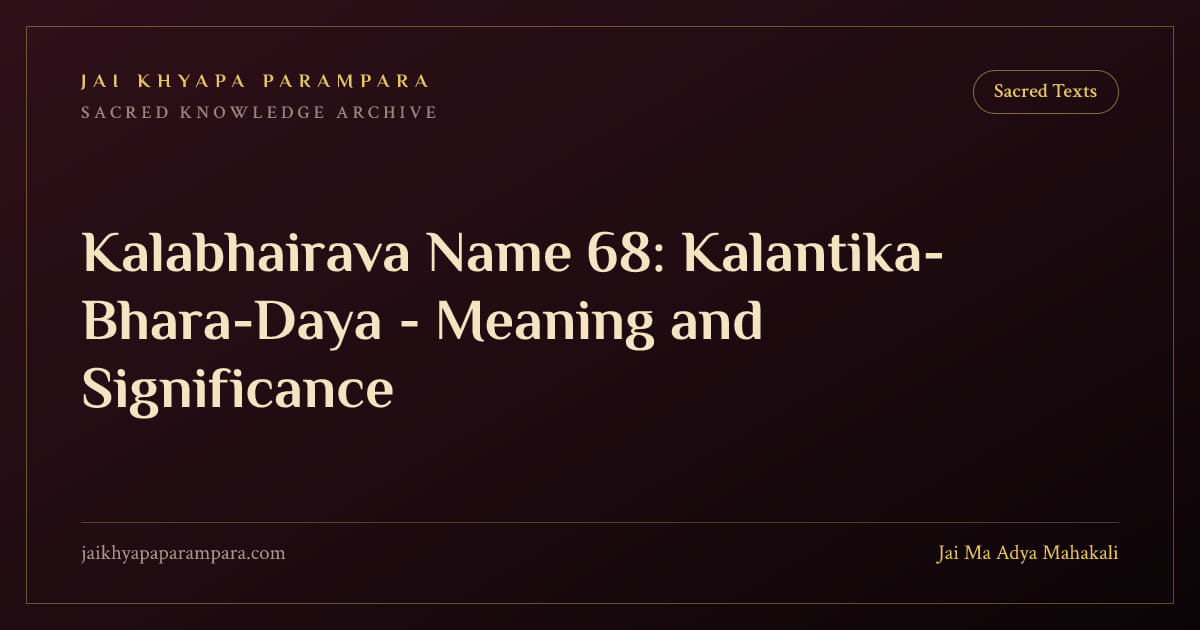 JAI KHYAPA PARAMPARA
SACRED KNOWLEDGE ARCHIVE
Sacred Texts
Kalabhairava Name 68: Kalantika-
Bhara-Daya - Meaning and
Significance
jaikhyapaparampara.com
Jai Ma Adya Mahakali